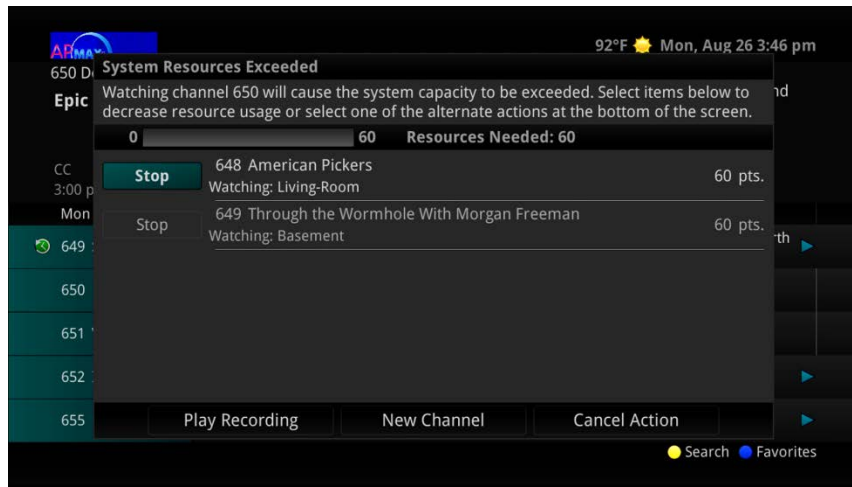 92°F Mon, Aug 26 3:46 pm
650
System Resources Exceeded
Epic
Watching channel 650 will cause the system capacity to be exceeded. Select items below to
decrease resource usage or select one of the alternate actions at the bottom of the screen.
0 60 Resources Needed: 60
CC
3:00
Stop 648 American Pickers 60 pts.
Watching: Living-Room
Mon
Stop 649 Through the Wormhole With Morgan Freeman 60 pts.
Watching: Basement
649
650
651
652
655
Play Recording New Channel Cancel Action
Search Favorites